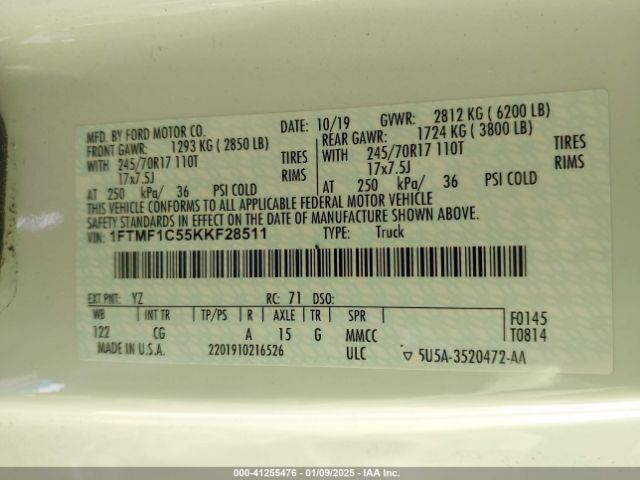 MFD. BY FORD MOTOR CO.
DATE: 10/19
GVWR: 2812 KG ( 6200 LB)
FRONT GAWR: 1293 KG ( 2850 LB)
WITH 245/70R17 110T TIRES
17x7.5J RIMS
AT 250 kPa/ 36 PSI COLD
REAR GAWR: 1724 KG ( 3800 LB)
WITH 245/70R17 110T TIRES
17x7.5J RIMS
AT 250 kPa/ 36 PSI COLD
THIS VEHICLE CONFORMS TO ALL APPLICABLE FEDERAL MOTOR VEHICLE
SAFETY STANDARDS IN EFFECT ON THE DATE OF MANUFACTURE SHOWN ABOVE.
VIN: 1FTMF1C55KKF28511 TYPE: Truck
EXT PNT: YZ RC: 71 DSO:
WB INT TR TP/PS R AXLE TR SPR
122 CG A 15 G MMCC
F0145
T0814
MADE IN U.S.A. 2201910216526 ULC ▽ 5U5A-3520472-AA
000-41255476 - 01/09/2025 - IAA Inc.